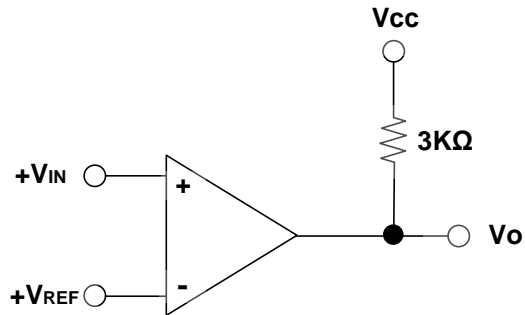 Vcc
3KΩ
+VIN
+
Vo
+VREF
-